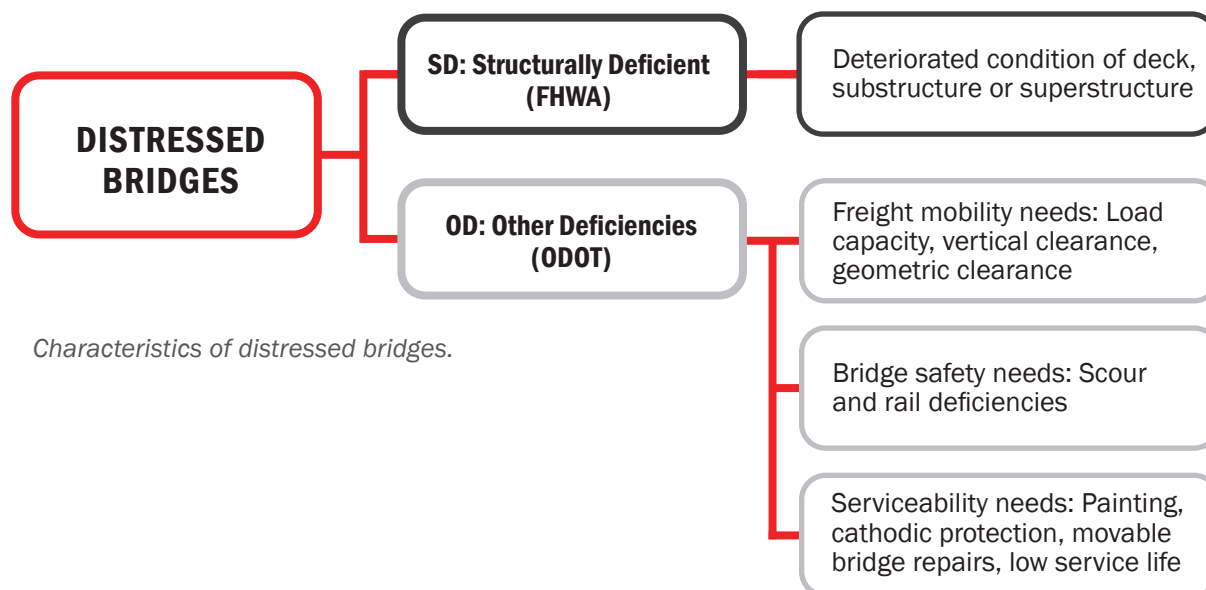 DISTRESSED
BRIDGES
SD: Structurally Deficient
(FHWA)
Deteriorated condition of deck,
substructure or superstructure
OD: Other Deficiencies
(ODOT)
Freight mobility needs: Load
capacity, vertical clearance,
geometric clearance
Bridge safety needs: Scour
and rail deficiencies
Serviceability needs: Painting,
cathodic protection, movable
bridge repairs, low service life
Characteristics of distressed bridges.